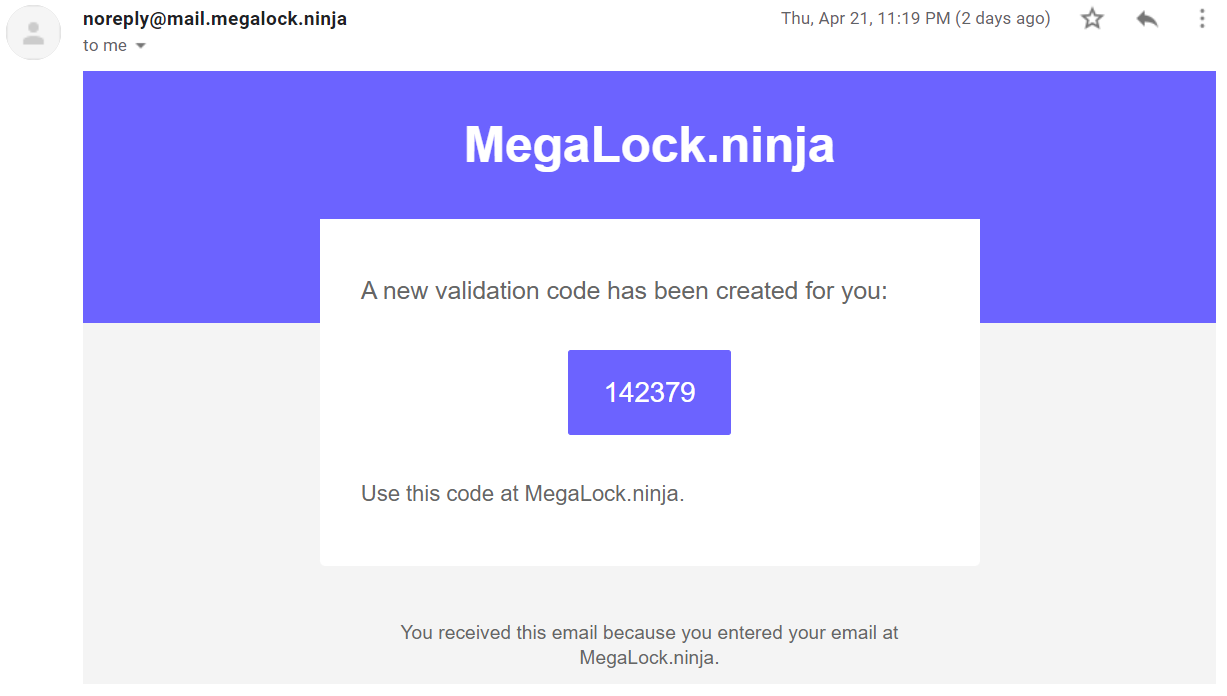 noreply@mail.megalock.ninja
Thu, Apr 21, 11:19 PM (2 days ago)
to me
MegaLock.ninja
A new validation code has been created for you:
142379
Use this code at MegaLock.ninja.
You received this email because you entered your email at
MegaLock.ninja.